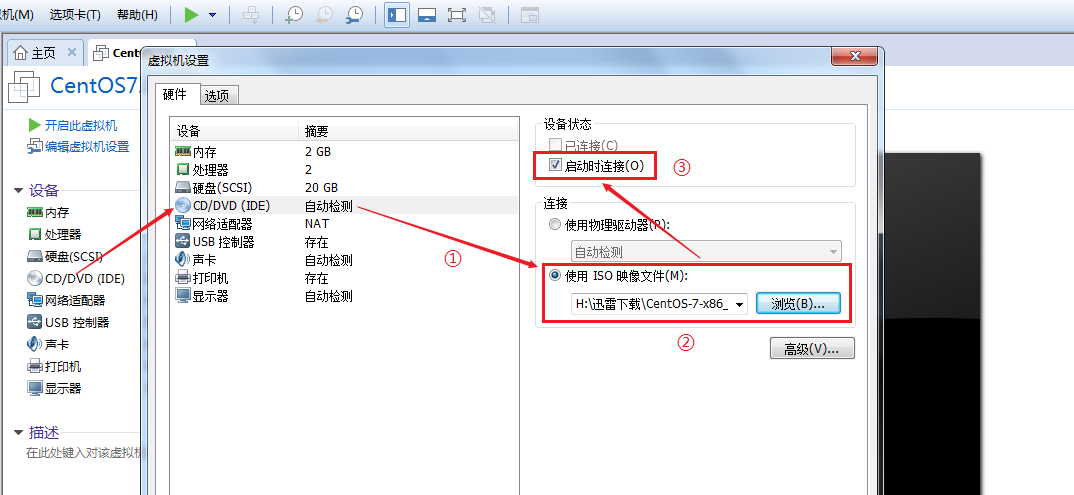 机(M) 选项卡(T) 帮助(H)
主页
虚拟机设置
CentOS7.
硬件 选项
开启此虚拟机
编辑虚拟机设置
设备
内存
处理器
硬盘(SCSI)
CD/DVD (IDE)
网络适配器
USB 控制器
声卡
打印机
显示器
描述
在此处键入对该虚拟机
设备 摘要
内存 2 GB
处理器 2
硬盘(SCSI) 20 GB
CD/DVD (IDE) 自动检测
网络适配器 NAT
USB 控制器 存在
声卡 自动检测
打印机 存在
显示器 自动检测
①
设备状态
已连接(C)
启动时连接(O)
③
连接
使用物理驱动器(P):
自动检测
使用 ISO 映像文件(M):
H:\迅雷下载\CentOS-7-x86_ 浏览(B)...
②
高级(V)...